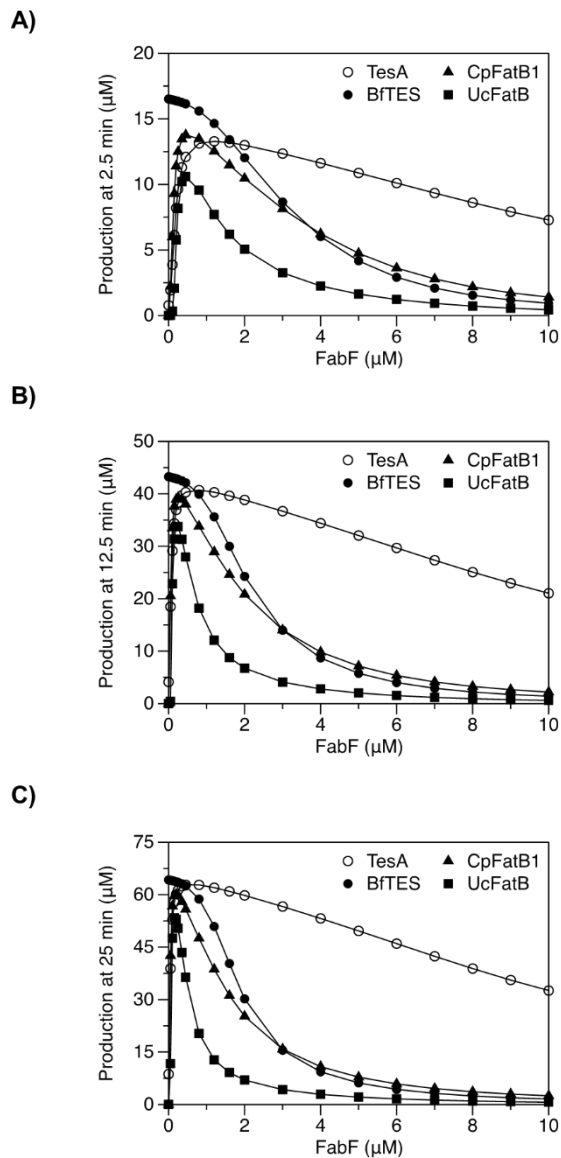 A)
Production at 2.5 min (μM)
20
15
10
5
0
TesA
CpFatB1
BfTES
UcFatB
0 2 4 6 8 10
FabF (μM)
B)
Production at 12.5 min (μM)
50
40
30
20
10
0
TesA
CpFatB1
BfTES
UcFatB
0 2 4 6 8 10
FabF (μM)
C)
Production at 25 min (μM)
75
60
45
30
15
0
TesA
CpFatB1
BfTES
UcFatB
0 2 4 6 8 10
FabF (μM)